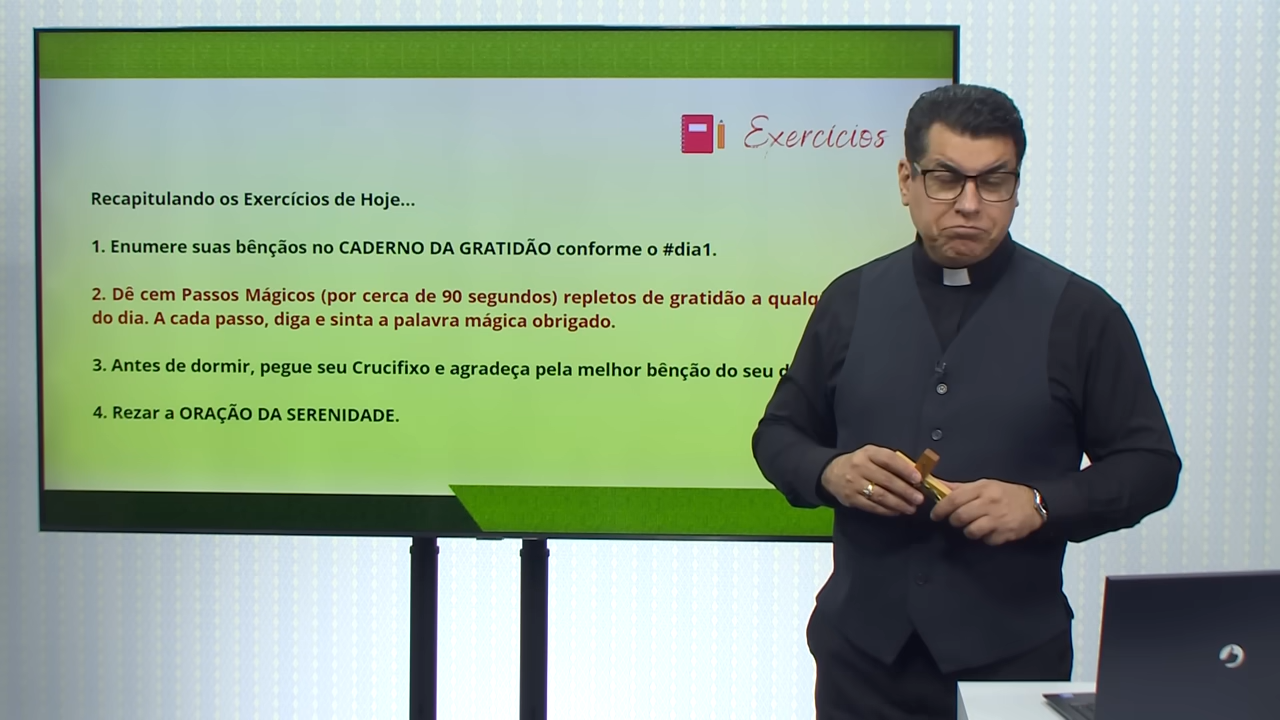 Exercícios
Recapitulando os Exercícios de Hoje...
1. Enumere suas bênçãos no CADERNO DA GRATIDÃO conforme o #dia1.
2. Dê cem Passos Mágicos (por cerca de 90 segundos) repletos de gratidão a qualq
do dia. A cada passo, diga e sinta a palavra mágica obrigado.
3. Antes de dormir, pegue seu Crucifixo e agradeça pela melhor bênção do seu d
4. Rezar a ORAÇÃO DA SERENIDADE.